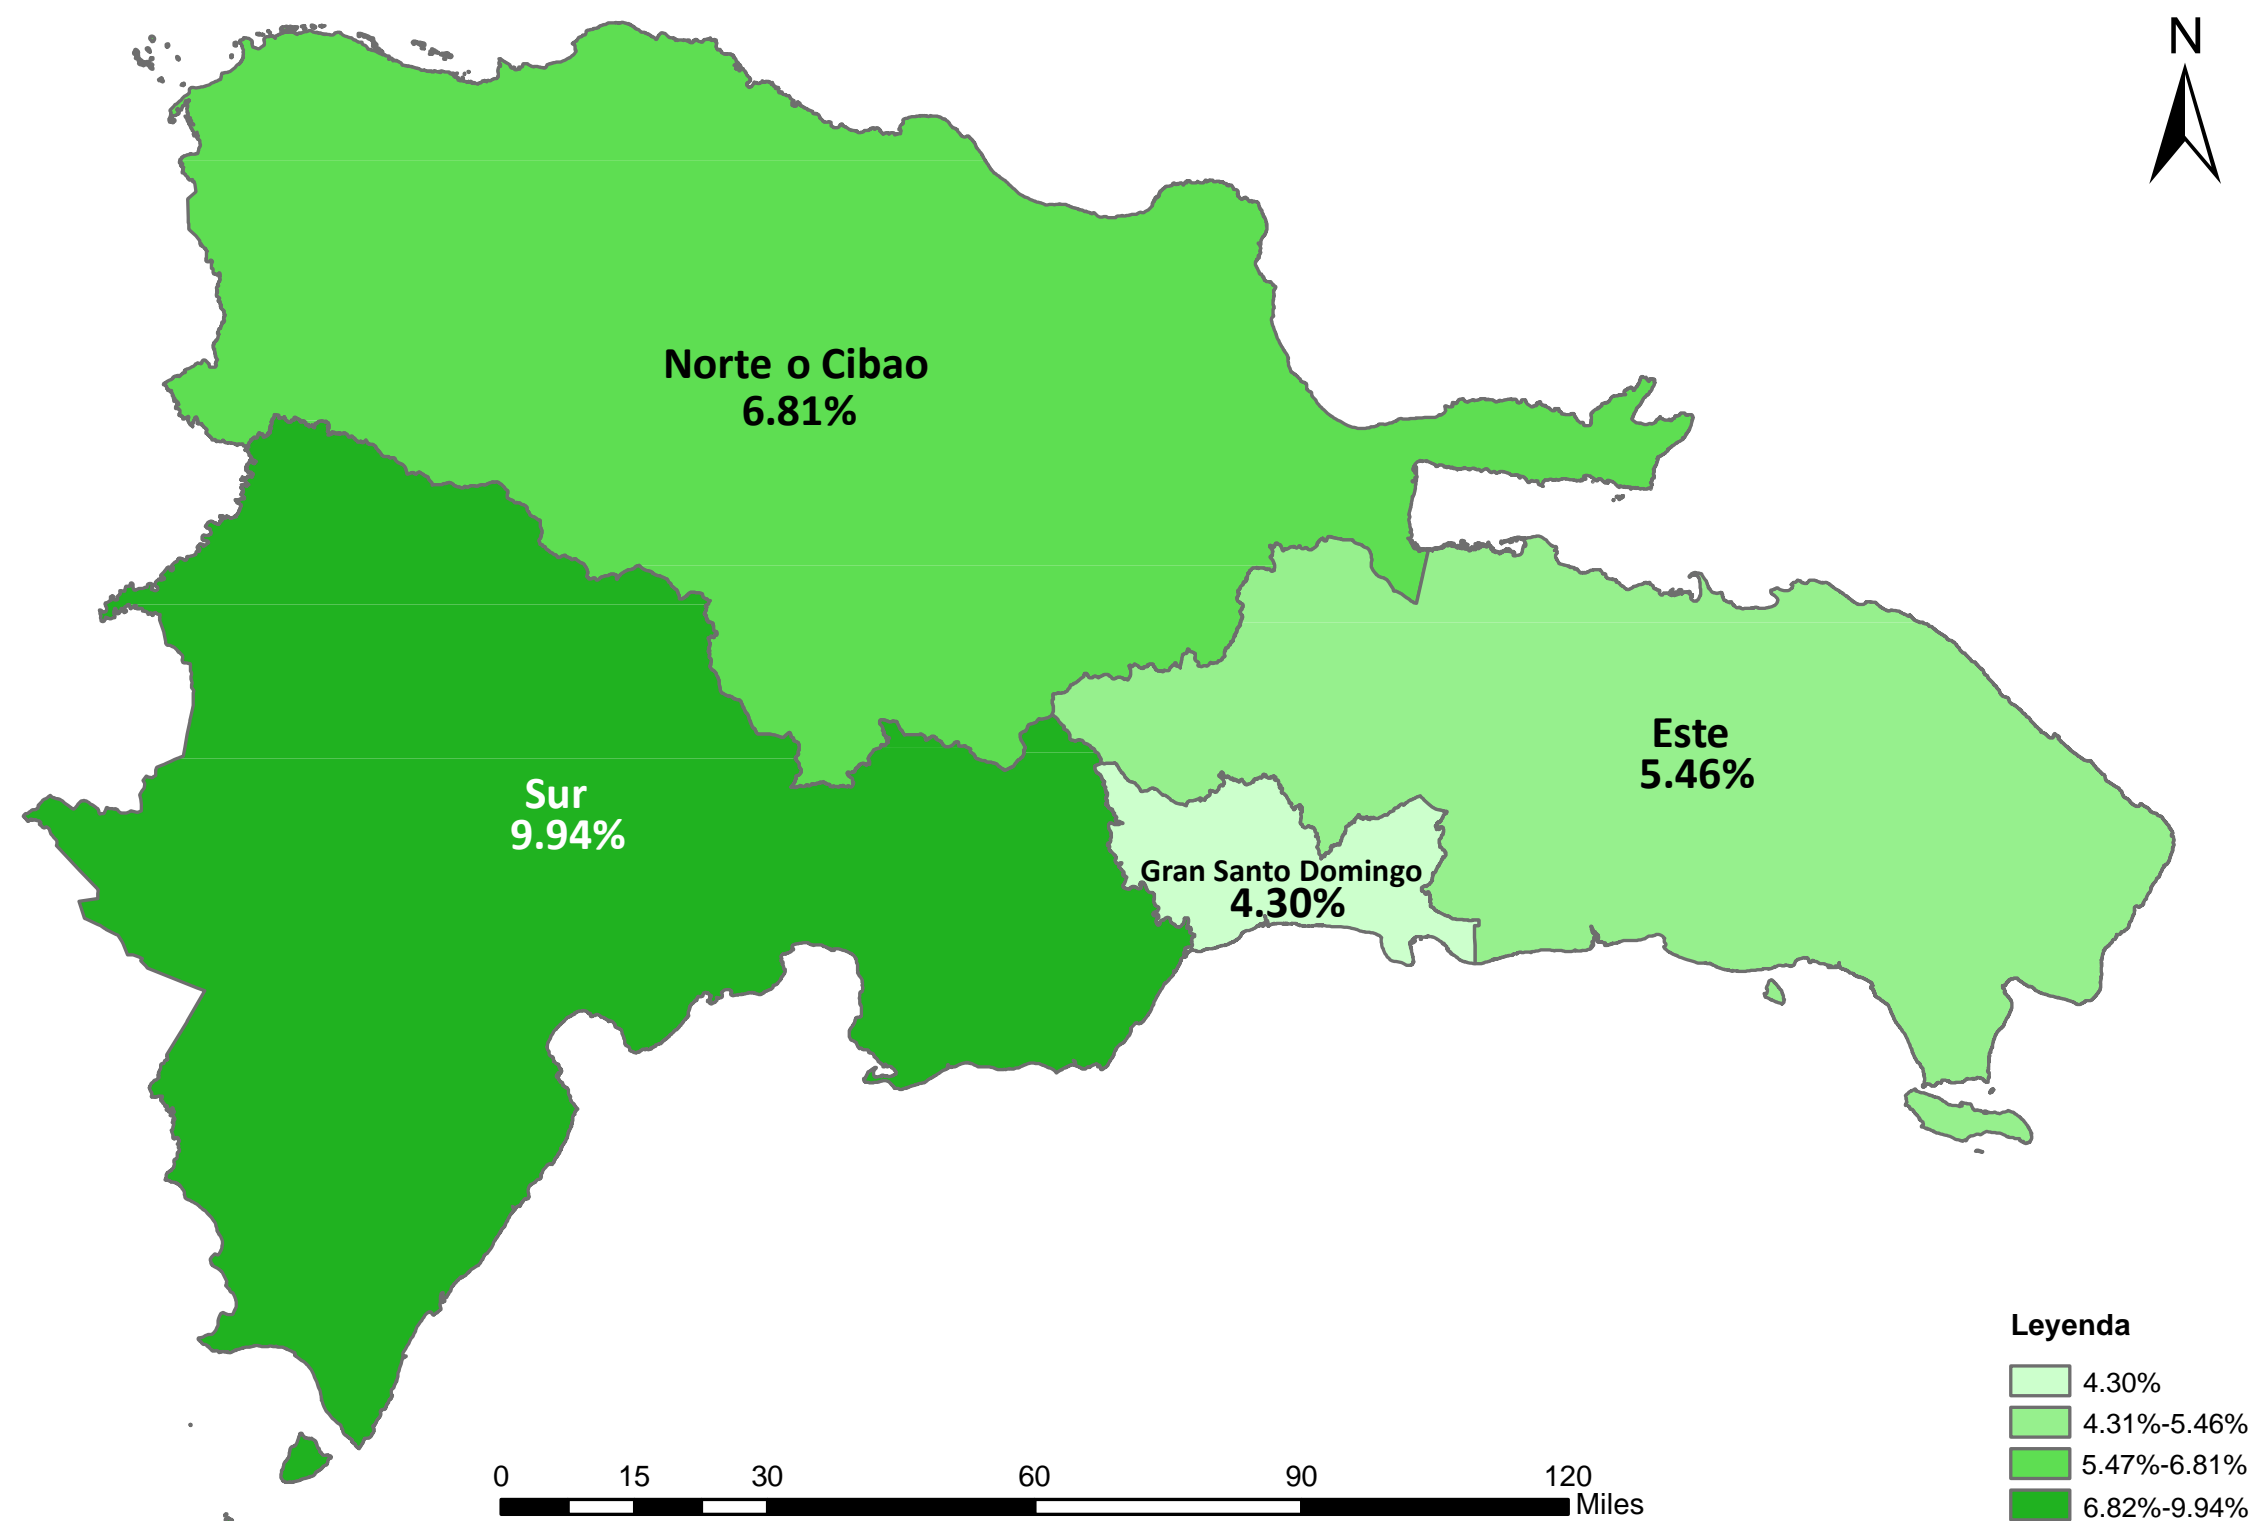 N
Norte o Cibao
6.81%
Este
5.46%
Sur
9.94%
Gran Santo Domingo
4.30%
Leyenda
4.30%
4.31%-5.46%
5.47%-6.81%
6.82%-9.94%
0 15 30 60 90 120
Miles